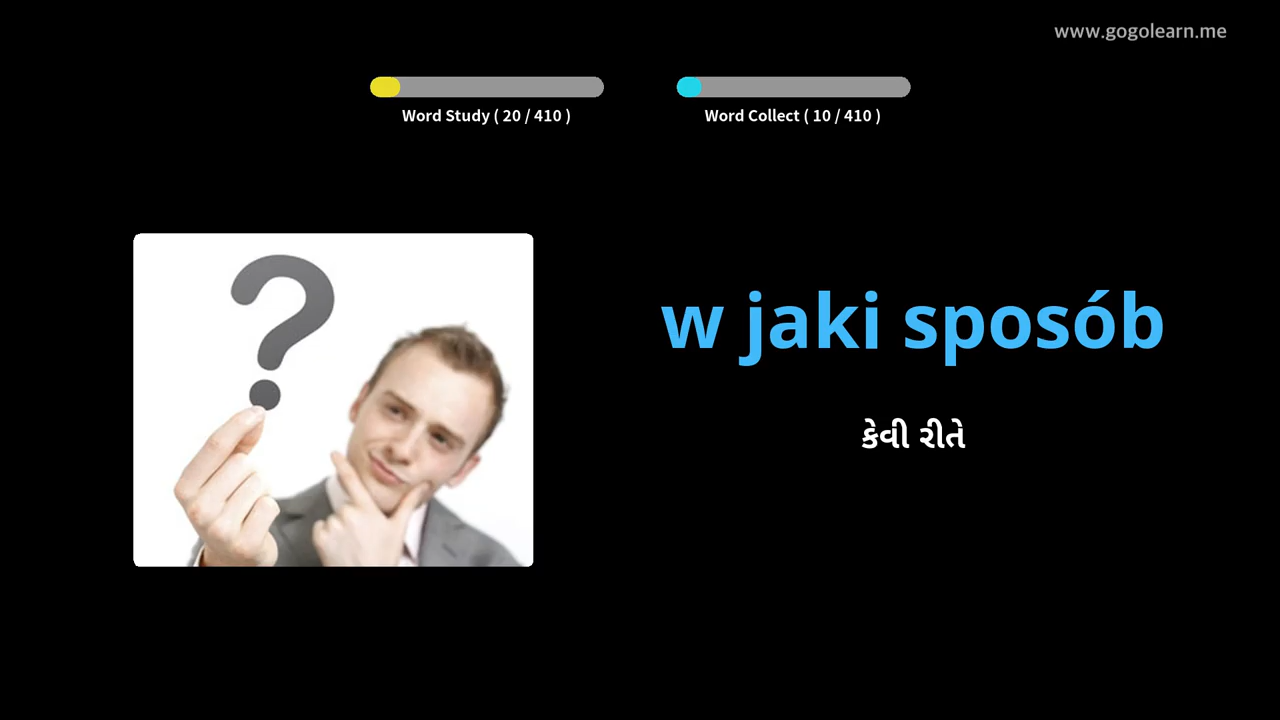 www.gogolearn.me
Word Study ( 20 / 410 )
Word Collect ( 10 / 410 )
w jaki sposób
કેવી રીતે